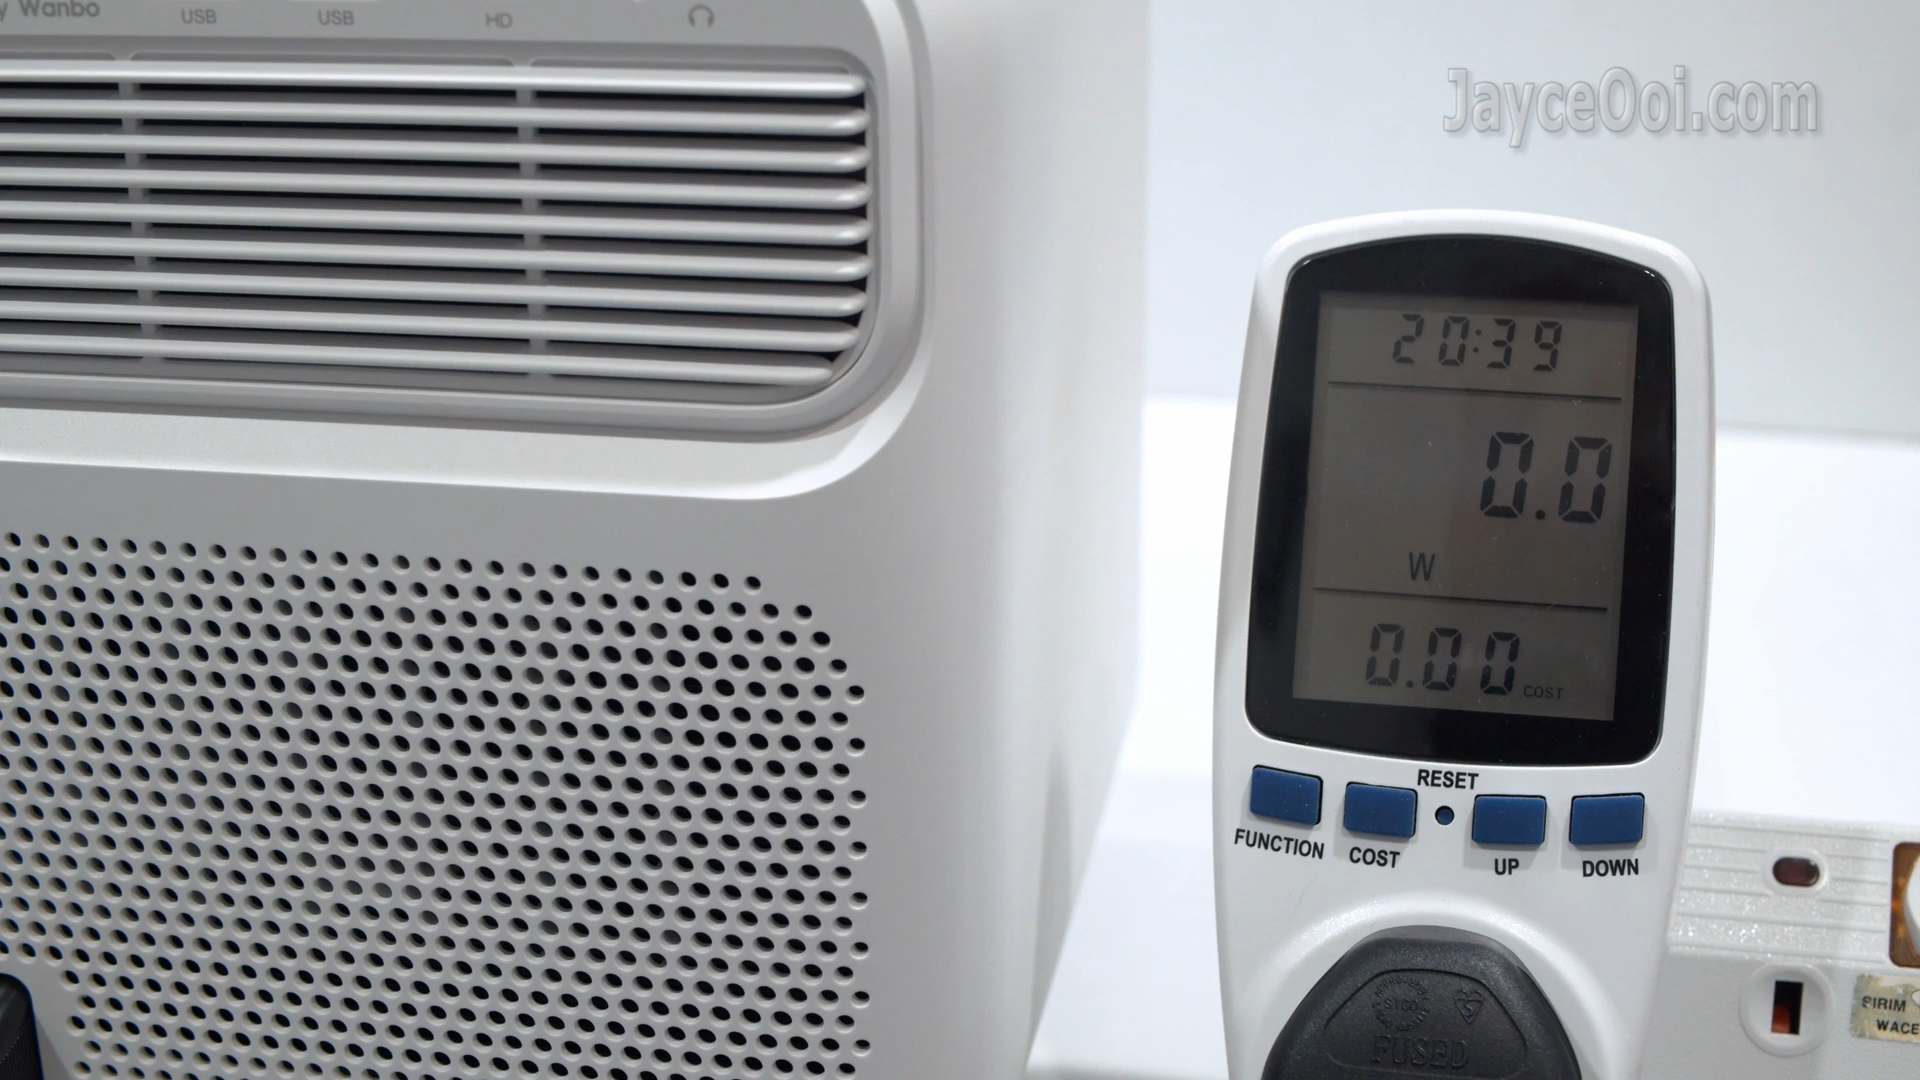 y Wanbo USB USB HD
JayceOoi.com
20:39
0.0
W
0.00 COST
RESET
FUNCTION COST UP DOWN
SIRIM
FUSED